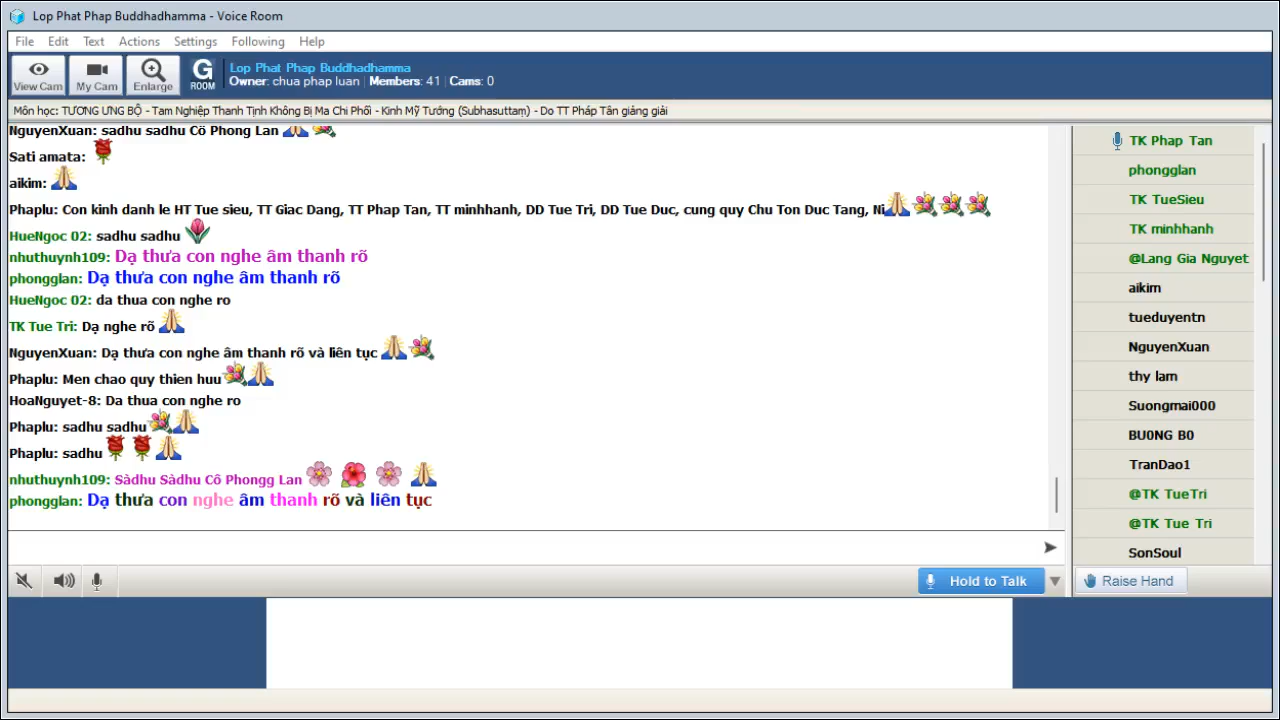 Lop Phat Phap Buddhadhamma - Voice Room
File Edit Text Actions Settings Following Help
View Cam My Cam Enlarge G ROOM
Lop Phat Phap Buddhadhamma
Owner: chua phap luan | Members: 41 | Cams: 0
Môn học: TƯƠNG ƯNG BỘ - Tam Nghiệp Thanh Tịnh Không Bị Ma Chi Phối - Kinh Mỹ Tướng (Subhasuttaṃ) - Do TT Pháp Tân giảng giải
NguyenXuan: sadhu sadhu Cô Phong Lan
Sati amata:
aikim:
Phaplu: Con kinh danh le HT Tue sieu, TT Giac Dang, TT Phap Tan, TT minhhanh, DD Tue Tri, DD Tue Duc, cung quy Chu Ton Duc Tang, Ni
HueNgoc 02: sadhu sadhu
nhuthuynh109: Dạ thưa con nghe âm thanh rõ
phongglan: Dạ thưa con nghe âm thanh rõ
HueNgoc 02: da thua con nghe ro
TK Tue Tri: Dạ nghe rõ
NguyenXuan: Dạ thưa con nghe âm thanh rõ và liên tục
Phaplu: Men chao quy thien huu
HoaNguyet-8: Da thua con nghe ro
Phaplu: sadhu sadhu
Phaplu: sadhu
nhuthuynh109: Sàdhu Sàdhu Cô Phongg Lan
phongglan: Dạ thưa con nghe âm thanh rõ và liên tục
TK Phap Tan
phongglan
TK TueSieu
TK minhhanh
@Lang Gia Nguyet
aikim
tueduyentn
NguyenXuan
thy lam
Suongmai000
BU0NG B0
TranDao1
@TK TueTri
@TK Tue Tri
SonSoul
Hold to Talk
Raise Hand